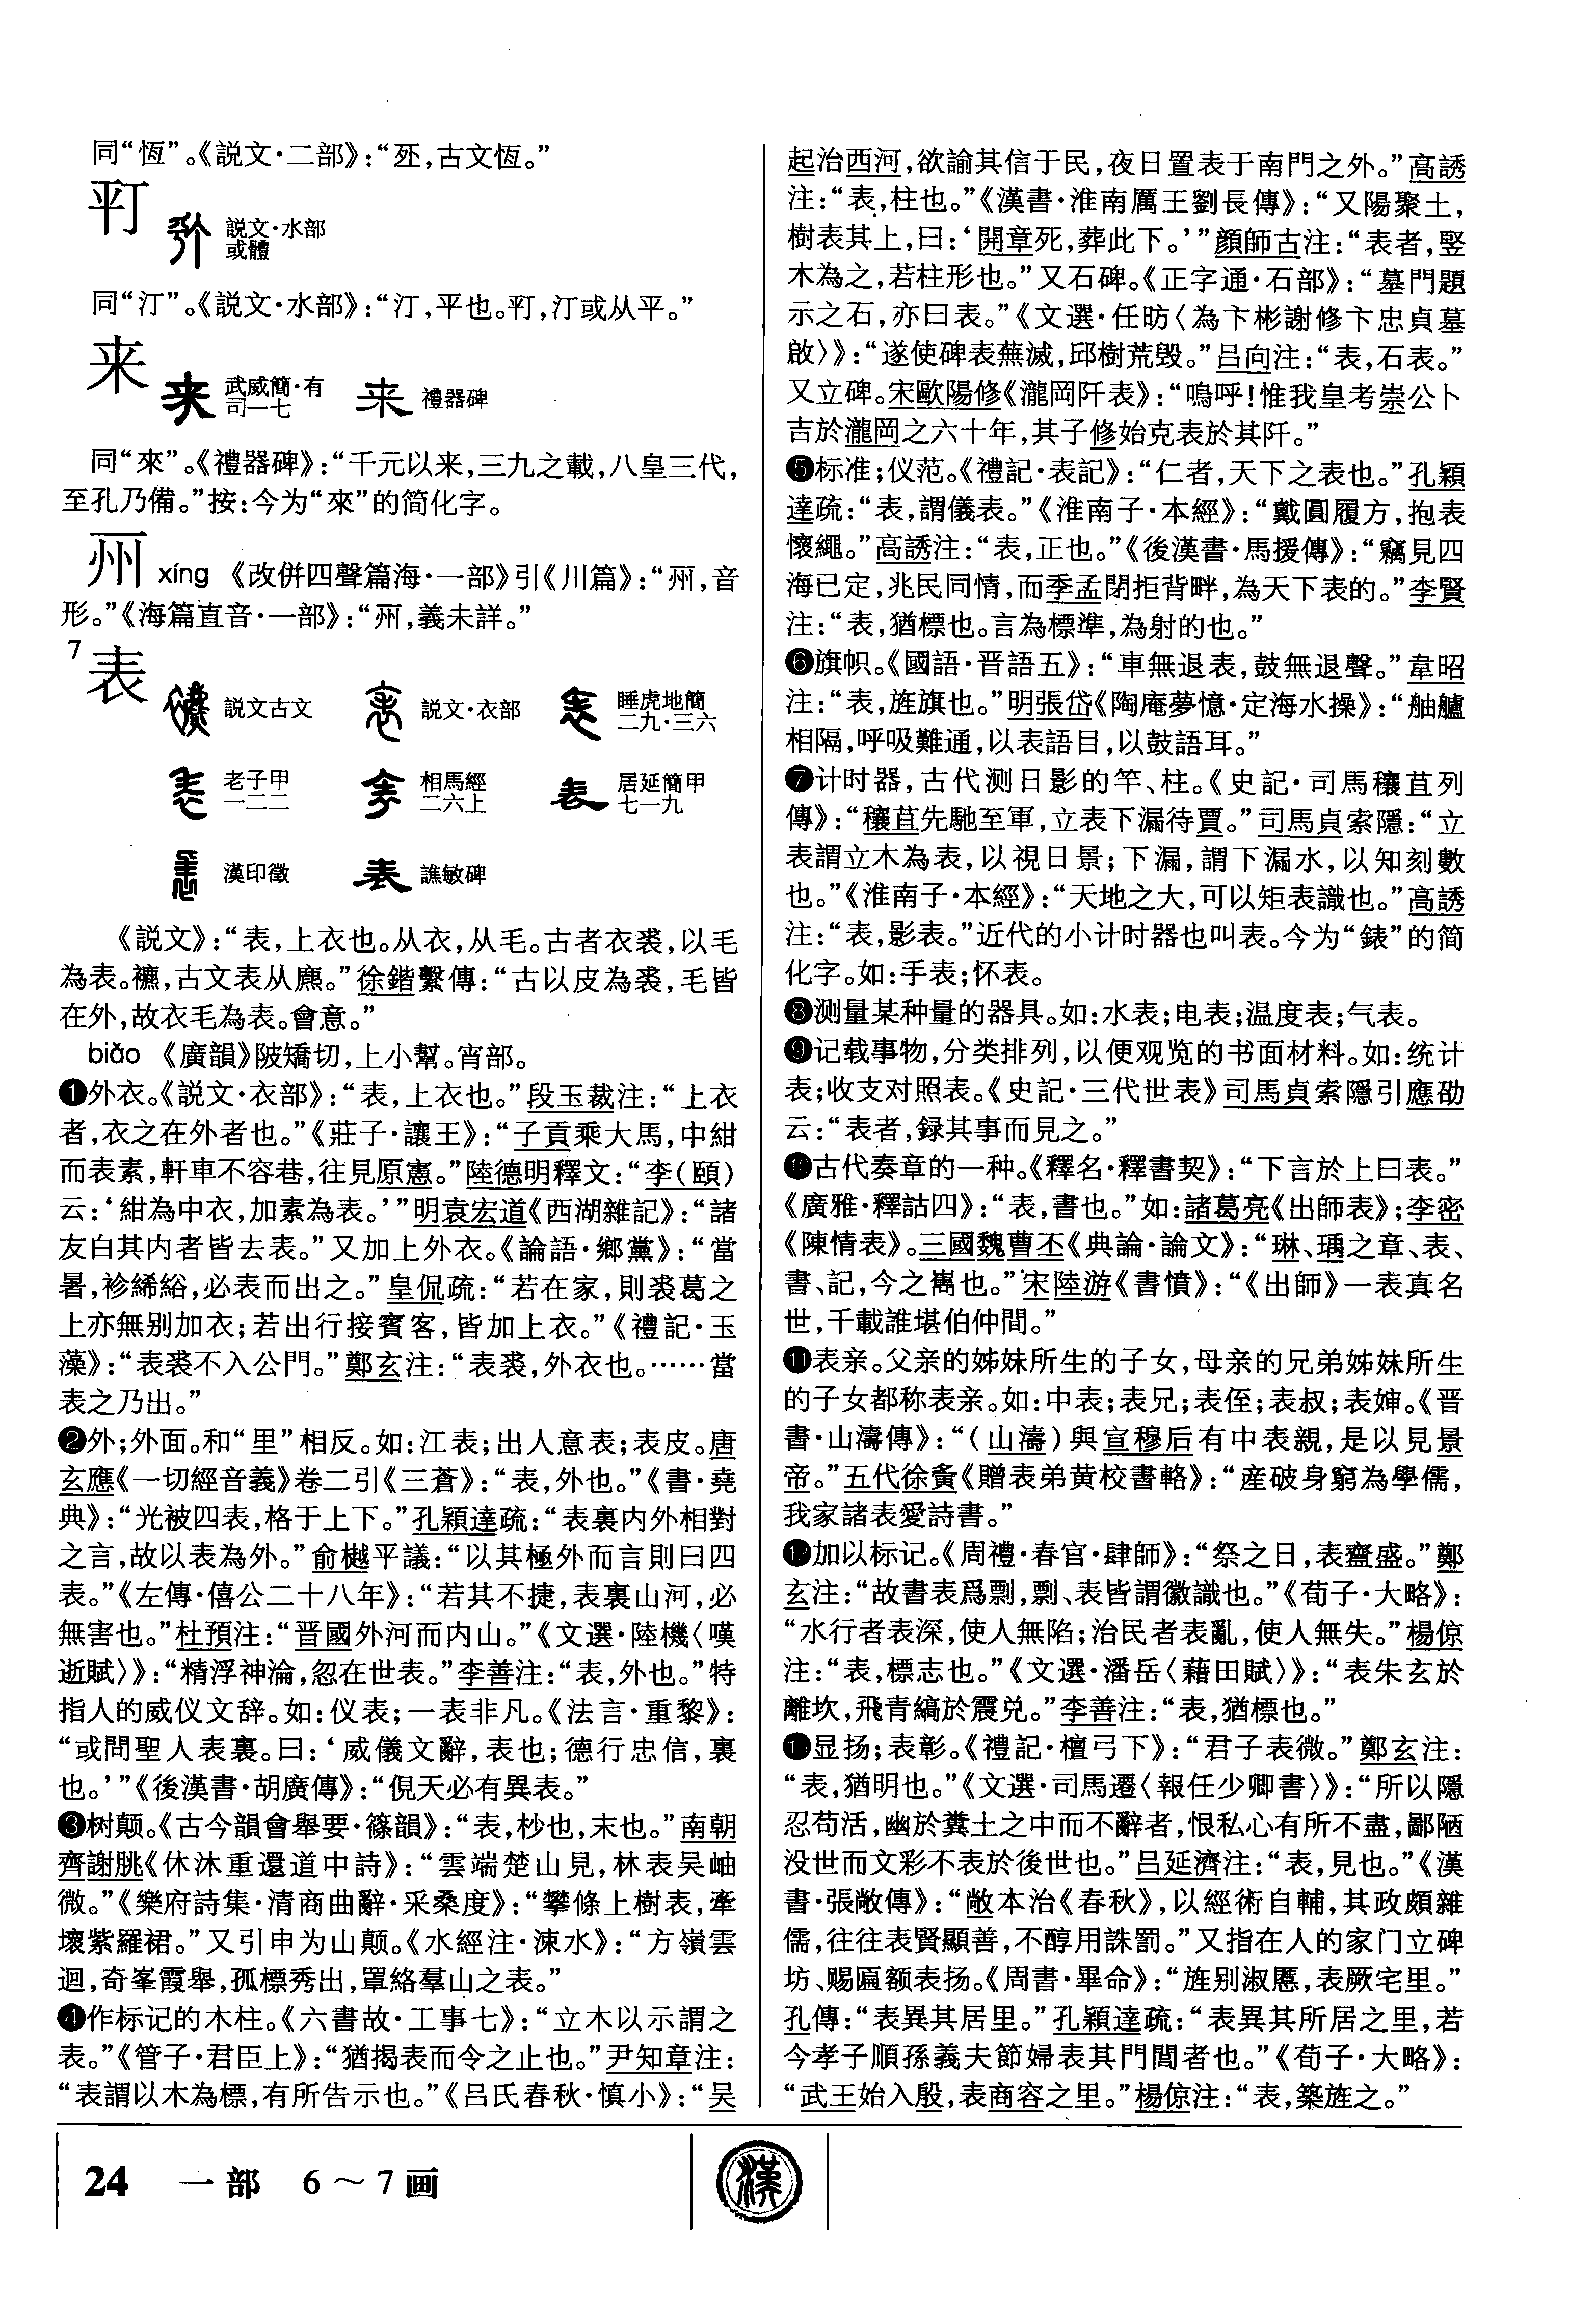 同“恆”。《説文·二部》：“死，古文恆。”
平丁 説文·水部
或體
同“汀”。《説文·水部》：“汀，平也。平丁，汀或从平。”
来 武威簡·有
司一七 禮器碑
同“來”。《禮器碑》：“千元以来，三九之載，八皇三代，
至孔乃備。”按：今为“來”的简化字。
xíng 《改併四聲篇海·一部》引《川篇》：“音
形。”《海篇直音·一部》：“義未詳。”
7
表 説文古文 説文·衣部 睡虎地簡
二九·三六
老子甲
一二二 相馬經
二六上 居延簡甲
七一九
漢印徵 譙敏碑
《説文》：“表，上衣也。从衣，从毛。古者衣裘，以毛
為表。襮，古文表从麃。”徐鍇繫傳：“古以皮為裘，毛皆
在外，故衣毛為表。會意。”
biǎo 《廣韻》陂矯切，上小幫。宵部。
❶外衣。《説文·衣部》：“表，上衣也。”段玉裁注：“上衣
者，衣之在外者也。”《莊子·讓王》：“子貢乘大馬，中紺
而表素，軒車不容巷，往見原憲。”陸德明釋文：“李（頤）
云：‘紺為中衣，加素為表。’”明袁宏道《西湖雜記》：“諸
友白其内者皆去表。”又加上外衣。《論語·鄉黨》：“當
暑，袗絺綌，必表而出之。”皇侃疏：“若在家，則裘葛之
上亦無别加衣；若出行接賓客，皆加上衣。”《禮記·玉
藻》：“表裘不入公門。”鄭玄注：“表裘，外衣也。……當
表之乃出。”
❷外；外面。和“里”相反。如：江表；出人意表；表皮。唐
玄應《一切經音義》卷二引《三蒼》：“表，外也。”《書·堯
典》：“光被四表，格于上下。”孔穎達疏：“表裏内外相對
之言，故以表為外。”俞樾平議：“以其極外而言則曰四
表。”《左傳·僖公二十八年》：“若其不捷，表裏山河，必
無害也。”杜預注：“晋國外河而内山。”《文選·陸機〈嘆
逝賦〉》：“精浮神淪，忽在世表。”李善注：“表，外也。”特
指人的威仪文辞。如：仪表；一表非凡。《法言·重黎》：
“或問聖人表裏。曰：‘威儀文辭，表也；德行忠信，裏
也。’”《後漢書·胡廣傳》：“倪天必有異表。”
❸树颠。《古今韻會舉要·篠韻》：“表，杪也，末也。”南朝
齊謝朓《休沐重還道中詩》：“雲端楚山見，林表吴岫
微。”《樂府詩集·清商曲辭·采桑度》：“攀條上樹表，牽
壞紫羅裙。”又引申为山颠。《水經注·涑水》：“方嶺雲
迴，奇峯霞舉，孤標秀出，罩絡羣山之表。”
❹作标记的木柱。《六書故·工事七》：“立木以示謂之
表。”《管子·君臣上》：“猶揭表而令之止也。”尹知章注：
“表謂以木為標，有所告示也。”《吕氏春秋·慎小》：“吴
起治西河，欲諭其信于民，夜日置表于南門之外。”高誘
注：“表，柱也。”《漢書·淮南厲王劉長傳》：“又陽聚土，
樹表其上，曰：‘開章死，葬此下。’”顔師古注：“表者，竪
木為之，若柱形也。”又石碑。《正字通·石部》：“墓門題
示之石，亦曰表。”《文選·任昉〈為卞彬謝修卞忠貞墓
啟〉》：“遂使碑表蕪滅，邱樹荒毁。”吕向注：“表，石表。”
又立碑。宋歐陽修《瀧岡阡表》：“嗚呼！惟我皇考崇公卜
吉於瀧岡之六十年，其子修始克表於其阡。”
❺标准；仪范。《禮記·表記》：“仁者，天下之表也。”孔穎
達疏：“表，謂儀表。”《淮南子·本經》：“戴圓履方，抱表
懷繩。”高誘注：“表，正也。”《後漢書·馬援傳》：“竊見四
海已定，兆民同情，而季孟閉拒背畔，為天下表的。”李賢
注：“表，猶標也。言為標準，為射的也。”
❻旗帜。《國語·晋語五》：“車無退表，鼓無退聲。”韋昭
注：“表，旌旗也。”明張岱《陶庵夢憶·定海水操》：“舳艫
相隔，呼吸難通，以表語目，以鼓語耳。”
❼计时器，古代测日影的竿、柱。《史記·司馬穰苴列
傳》：“穰苴先馳至軍，立表下漏待賈。”司馬貞索隱：“立
表謂立木為表，以視日景；下漏，謂下漏水，以知刻數
也。”《淮南子·本經》：“天地之大，可以矩表識也。”高誘
注：“表，影表。”近代的小计时器也叫表。今为“錶”的简
化字。如：手表；怀表。
❽测量某种量的器具。如：水表；电表；温度表；气表。
❾记载事物，分类排列，以便观览的书面材料。如：统计
表；收支对照表。《史記·三代世表》司馬貞索隱引應劭
云：“表者，録其事而見之。”
❿古代奏章的一种。《釋名·釋書契》：“下言於上曰表。”
《廣雅·釋詁四》：“表，書也。”如：諸葛亮《出師表》；李密
《陳情表》。三國魏曹丕《典論·論文》：“琳、瑀之章、表、
書、記，今之雋也。”宋陸游《書憤》：“《出師》一表真名
世，千載誰堪伯仲間。”
⓫表亲。父亲的姊妹所生的子女，母亲的兄弟姊妹所生
的子女都称表亲。如：中表；表兄；表侄；表叔；表婶。《晋
書·山濤傳》：“（山濤）與宣穆后有中表親，是以見景
帝。”五代徐夤《贈表弟黄校書輅》：“産破身窮為學儒，
我家諸表愛詩書。”
⓬加以标记。《周禮·春官·肆師》：“祭之日，表齍盛。”鄭
玄注：“故書表爲剽，剽、表皆謂徽識也。”《荀子·大略》：
“水行者表深，使人無陷；治民者表亂，使人無失。”楊倞
注：“表，標志也。”《文選·潘岳〈藉田賦〉》：“表朱玄於
離坎，飛青縞於震兑。”李善注：“表，猶標也。”
⓭显扬；表彰。《禮記·檀弓下》：“君子表微。”鄭玄注：
“表，猶明也。”《文選·司馬遷〈報任少卿書〉》：“所以隱
忍苟活，幽於糞土之中而不辭者，恨私心有所不盡，鄙陋
没世而文彩不表於後世也。”吕延濟注：“表，見也。”《漢
書·張敞傳》：“敞本治《春秋》，以經術自輔，其政頗雜
儒，往往表賢顯善，不醇用誅罰。”又指在人的家门立碑
坊、赐匾额表扬。《周書·畢命》：“旌别淑慝，表厥宅里。”
孔傳：“表異其居里。”孔穎達疏：“表異其所居之里，若
今孝子順孫義夫節婦表其門閭者也。”《荀子·大略》：
“武王始入殷，表商容之里。”楊倞注：“表，築旌之。”
24 一部 6～7画
漢